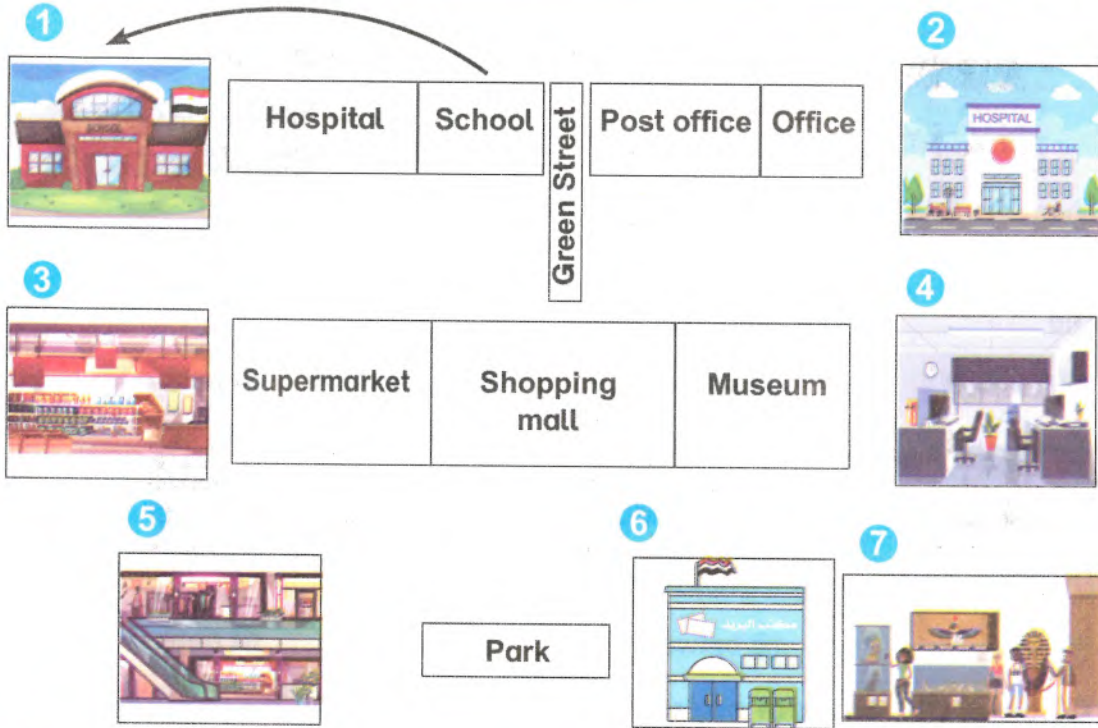 1
2
SCHOOL
Hospital
School
Green Street
Post office
Office
HOSPITAL
3
4
Supermarket
Shopping
mall
Museum
5
6
7
مكتب البريد
Park